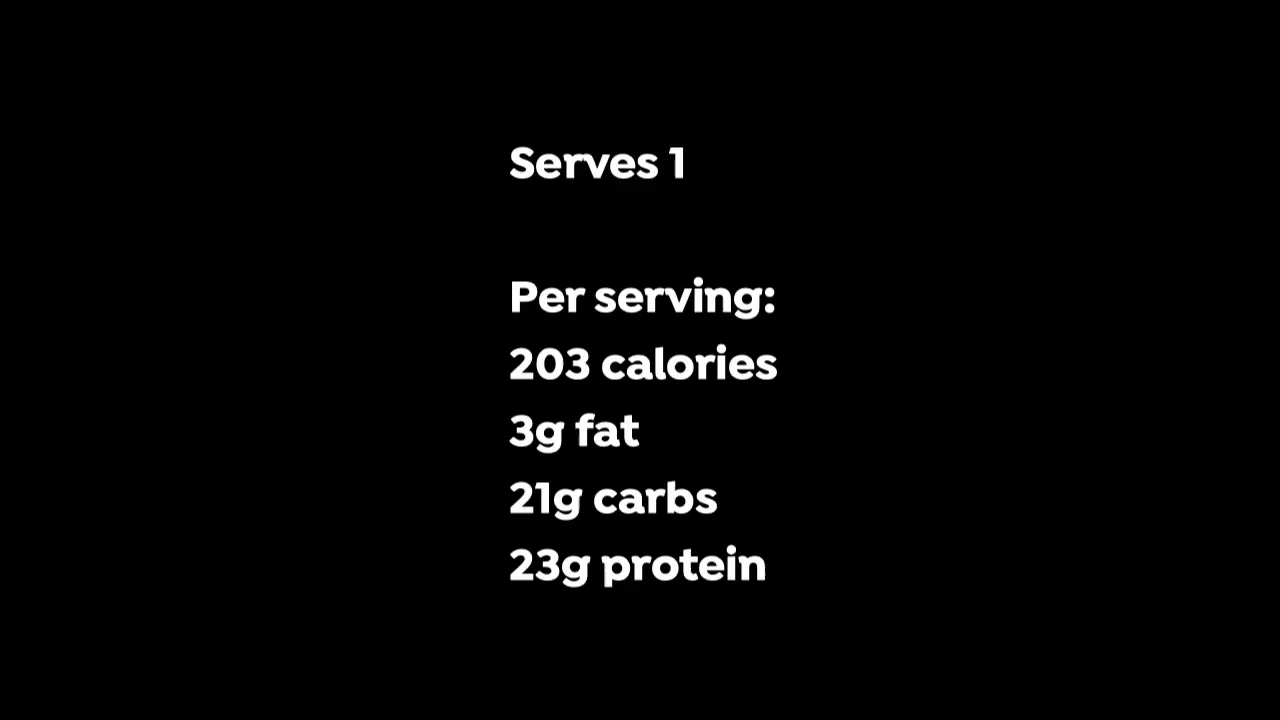 Serves 1
Per serving:
203 calories
3g fat
21g carbs
23g protein